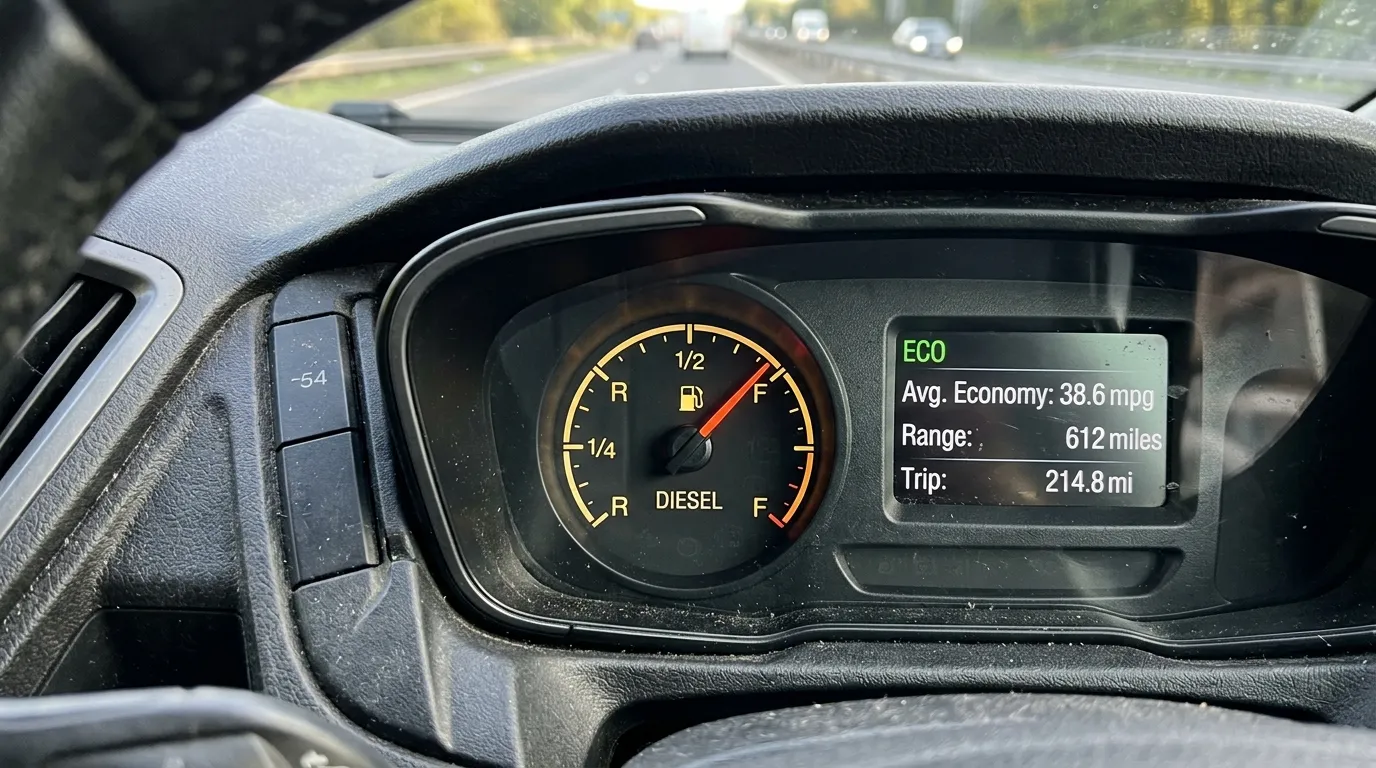 -54
1/2
R
F
1/4
R
F
DIESEL
ECO
Avg. Economy: 38.6 mpg
Range: 612 miles
Trip: 214.8 mi